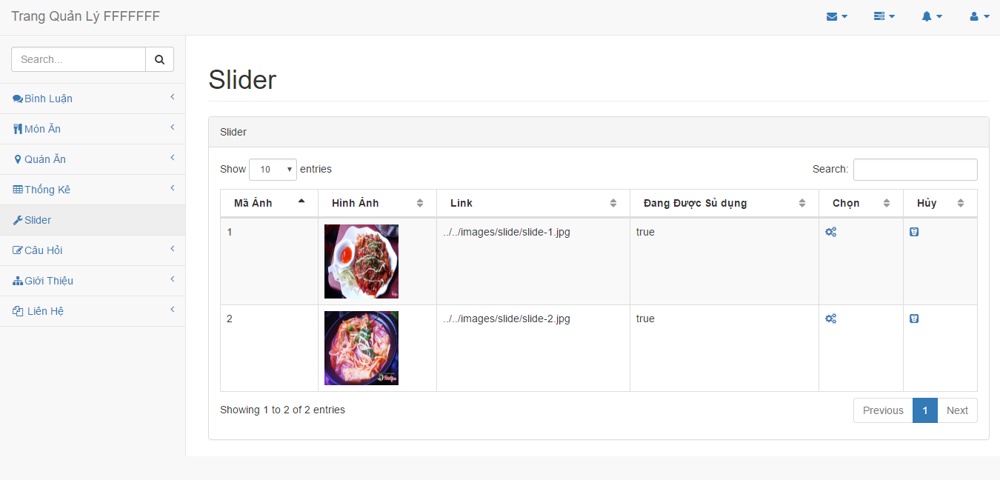 Trang Quản Lý FFFFFFF
Search...
Bình Luận
Món Ăn
Quán Ăn
Thống Kê
Slider
Câu Hỏi
Giới Thiệu
Liên Hệ
Slider
Slider
Show 10 entries
Search:
Mã Ảnh Hình Ảnh Link Đang Được Sủ dụng Chọn Hủy
1 ../../images/slide/slide-1.jpg true
2 ../../images/slide/slide-2.jpg true
Showing 1 to 2 of 2 entries
Previous 1 Next